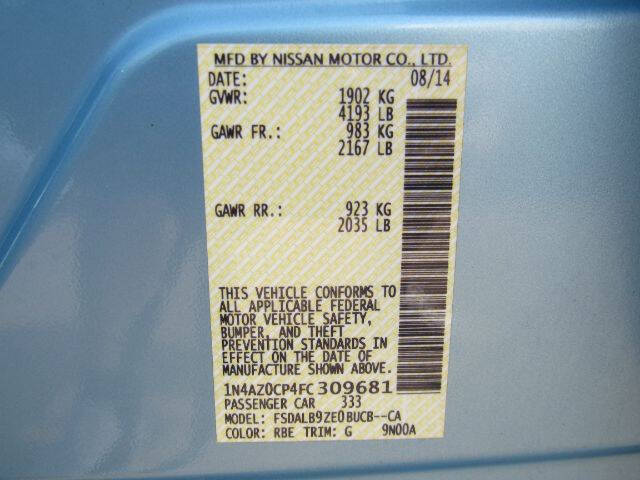 MFD BY NISSAN MOTOR CO., LTD.
DATE: 08/14
GVWR: 1902 KG
4193 LB
GAWR FR.: 983 KG
2167 LB
GAWR RR.: 923 KG
2035 LB
THIS VEHICLE CONFORMS TO
ALL APPLICABLE FEDERAL
MOTOR VEHICLE SAFETY,
BUMPER, AND THEFT
PREVENTION STANDARDS IN
EFFECT ON THE DATE OF
MANUFACTURE SHOWN ABOVE.
1N4AZ0CP4FC309681
PASSENGER CAR 333
MODEL: FSDALB9ZE0BUCB--CA
COLOR: RBE TRIM: G 9N00A